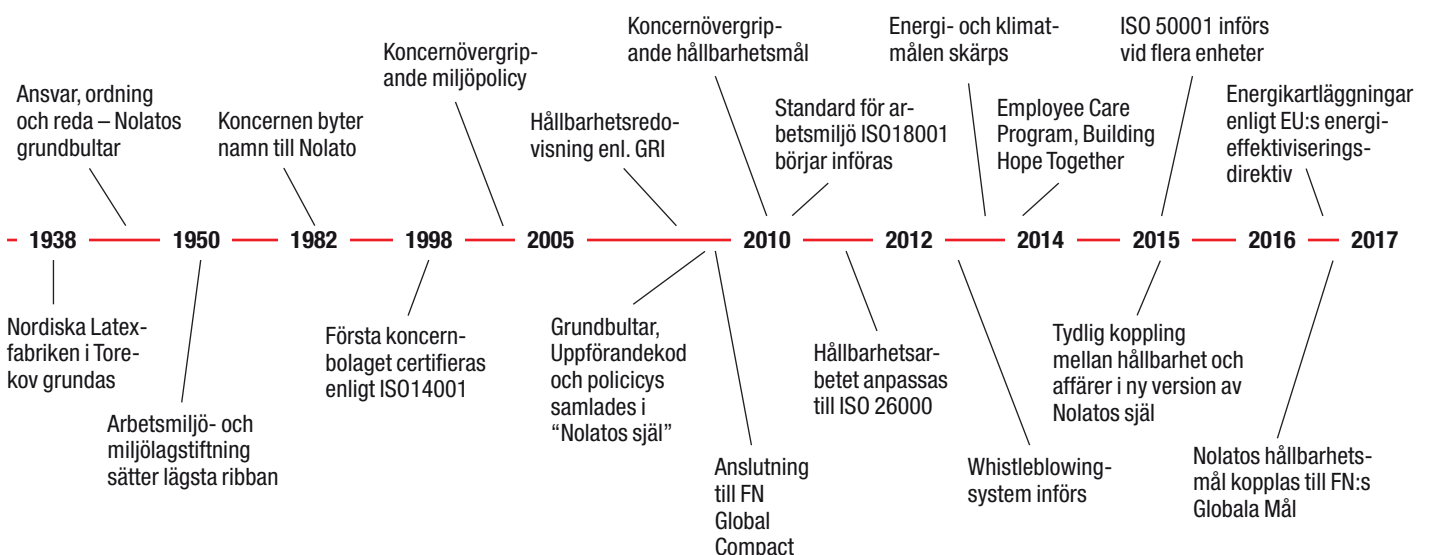 Ansvar, ordning
och reda – Nolatos
grundbultar
Koncernen byter
namn till Nolato
Koncernövergrip-
ande miljöpolicy
Hållbarhetsredo-
visning enl. GRI
Koncernövergrip-
ande hållbarhetsmål
Standard för ar-
betsmiljö ISO18001
börjar införas
Energi- och klimat-
målen skärps
Employee Care
Program, Building
Hope Together
ISO 50001 införs
vid flera enheter
Energikartläggningar
enligt EU:s energi-
effektiviserings-
direktiv
1938 1950 1982 1998 2005 2010 2012 2014 2015 2016 2017
Nordiska Latex-
fabriken i Tore-
kov grundas
Arbetsmiljö- och
miljölagstiftning
sätter lägsta ribban
Första koncern-
bolaget certifieras
enligt ISO14001
Grundbultar,
Uppförandekod
och policicys
samlades i
“Nolatos själ”
Anslutning
till FN
Global
Compact
Hållbarhetsar-
betet anpassas
till ISO 26000
Whistleblowing-
system införs
Tydlig koppling
mellan hållbarhet och
affärer i ny version av
Nolatos själ
Nolatos hållbarhets-
mål kopplas till FN:s
Globala Mål